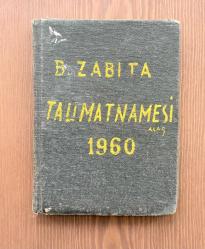 B. ZABITA
TALİMATNAMESİ
1960